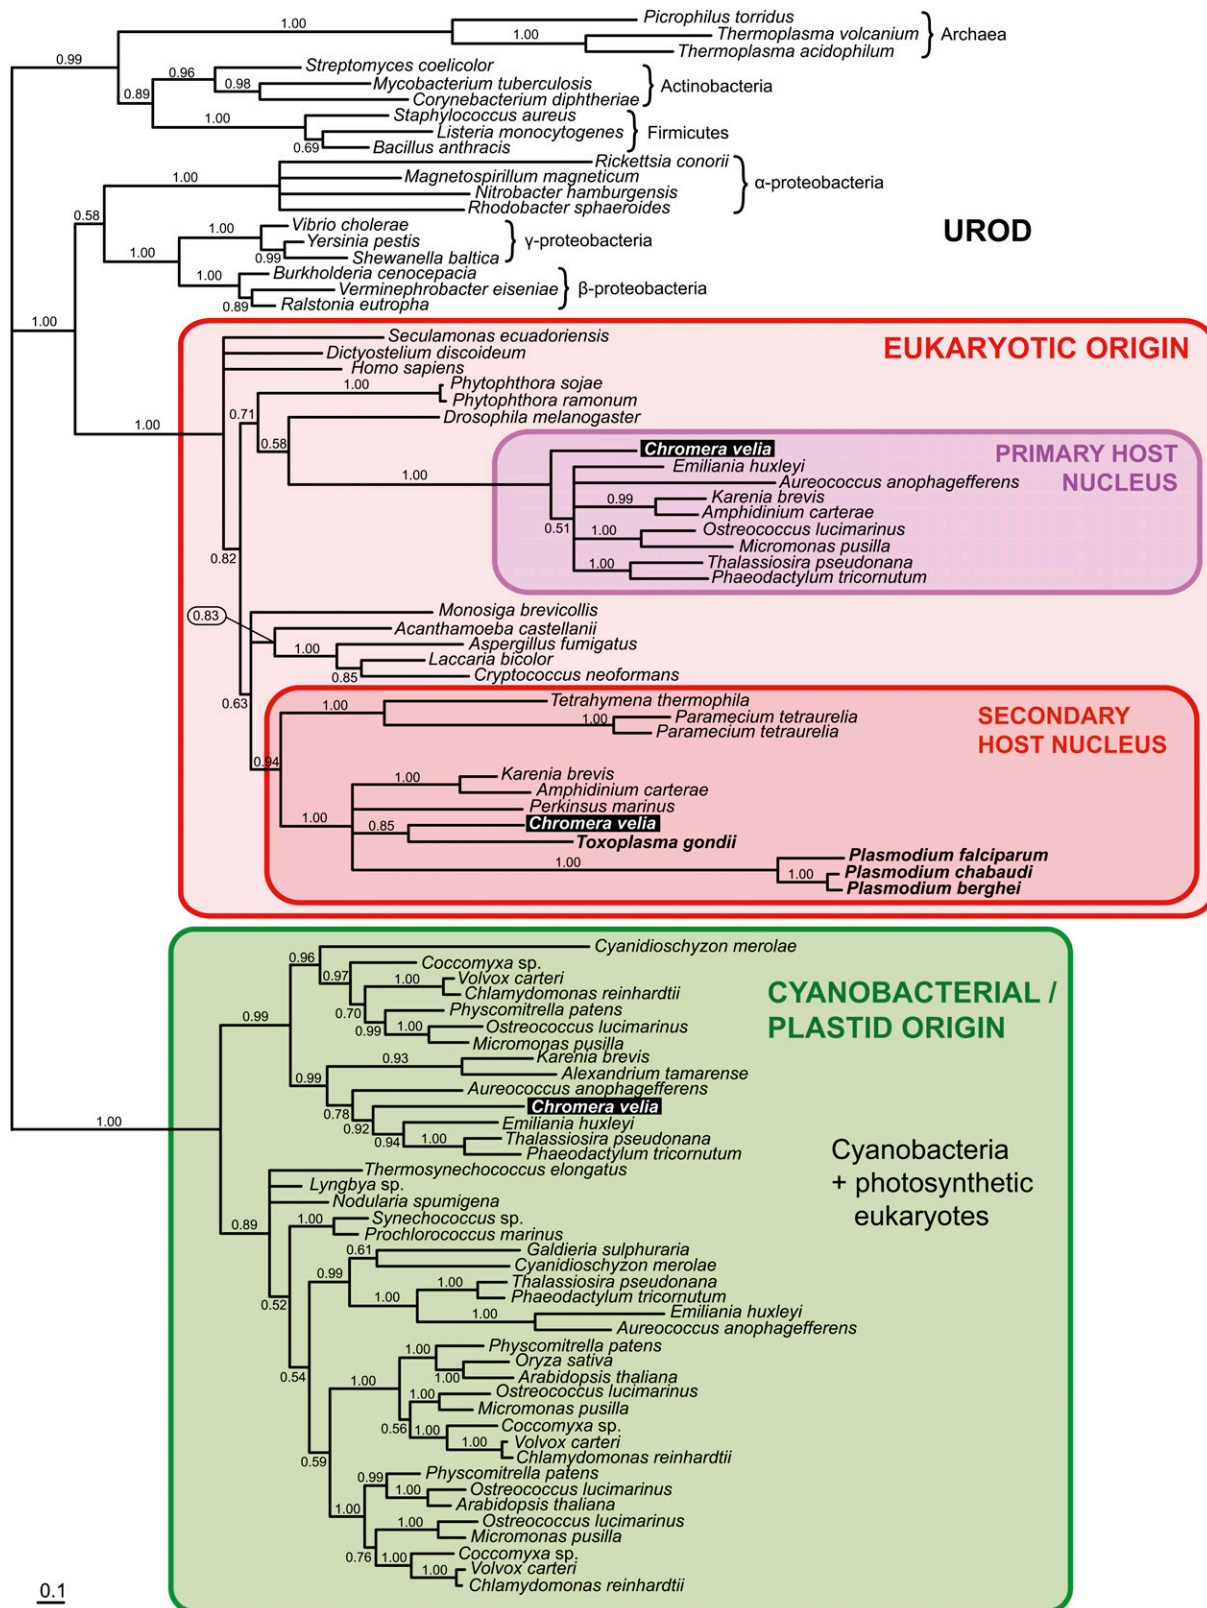 1.00
Picrophilus torridus
1.00
Thermoplasma volcanium
Archaea
Thermoplasma acidophilum
0.99
0.96
Streptomyces coelicolor
0.98
Mycobacterium tuberculosis
Actinobacteria
0.89
Corynebacterium diphtheriae
1.00
Staphylococcus aureus
Listeria monocytogenes
Firmicutes
0.69
Bacillus anthracis
Rickettsia conorii
1.00
Magnetospirillum magneticum
α-proteobacteria
Nitrobacter hamburgensis
Rhodobacter sphaeroides
0.58
UROD
1.00
Vibrio cholerae
1.00
Yersinia pestis
γ-proteobacteria
0.99
Shewanella baltica
1.00
Burkholderia cenocepacia
Verminephrobacter eiseniae
β-proteobacteria
0.89
Ralstonia eutropha
1.00
EUKARYOTIC ORIGIN
Seculamonas ecuadoriensis
Dictyostelium discoideum
Homo sapiens
1.00
Phytophthora sojae
Phytophthora ramonum
0.71
Drosophila melanogaster
1.00
0.58
PRIMARY HOST
NUCLEUS
Chromera velia
1.00
Emiliania huxleyi
Aureococcus anophagefferens
0.99
Karenia brevis
Amphidinium carterae
0.51
1.00
Ostreococcus lucimarinus
Micromonas pusilla
0.82
1.00
Thalassiosira pseudonana
Phaeodactylum tricornutum
0.83
Monosiga brevicollis
Acanthamoeba castellanii
1.00
Aspergillus fumigatus
Laccaria bicolor
0.85
Cryptococcus neoformans
0.63
SECONDARY
HOST NUCLEUS
1.00
Tetrahymena thermophila
1.00
Paramecium tetraurelia
Paramecium tetraurelia
0.94
1.00
Karenia brevis
Amphidinium carterae
Perkinsus marinus
1.00
0.85
Chromera velia
Toxoplasma gondii
1.00
Plasmodium falciparum
1.00
Plasmodium chabaudi
Plasmodium berghei
CYANOBACTERIAL /
PLASTID ORIGIN
0.96
Cyanidioschyzon merolae
0.97
Coccomyxa sp.
1.00
Volvox carteri
Chlamydomonas reinhardtii
0.70
Physcomitrella patens
0.99
1.00
Ostreococcus lucimarinus
Micromonas pusilla
0.99
0.93
Karenia brevis
Alexandrium tamarense
0.99
Aureococcus anophagefferens
0.78
Chromera velia
0.92
Emiliania huxleyi
0.94
1.00
Thalassiosira pseudonana
Phaeodactylum tricornutum
1.00
Cyanobacteria
+ photosynthetic
eukaryotes
Thermosynechococcus elongatus
Lyngbya sp.
Nodularia spumigena
0.89
1.00
Synechococcus sp.
Prochlorococcus marinus
0.61
Galdieria sulphuraria
Cyanidioschyzon merolae
0.99
1.00
Thalassiosira pseudonana
Phaeodactylum tricornutum
1.00
0.52
1.00
Emiliania huxleyi
Aureococcus anophagefferens
1.00
Physcomitrella patens
Oryza sativa
1.00
Arabidopsis thaliana
0.54
1.00
1.00
Ostreococcus lucimarinus
Micromonas pusilla
0.56
1.00
Coccomyxa sp.
1.00
Volvox carteri
Chlamydomonas reinhardtii
0.59
0.99
Physcomitrella patens
1.00
Ostreococcus lucimarinus
Arabidopsis thaliana
1.00
1.00
Ostreococcus lucimarinus
Micromonas pusilla
0.76
1.00
Coccomyxa sp.
1.00
Volvox carteri
Chlamydomonas reinhardtii
0.1